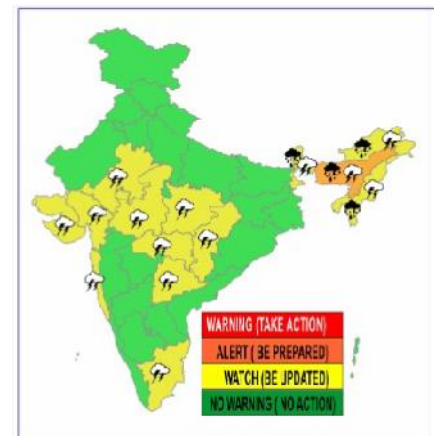 WARNING (TAKE ACTION)
ALERT ( BE PREPARED)
WATCH (BE UPDATED)
NO WARNING ( NO ACTION)